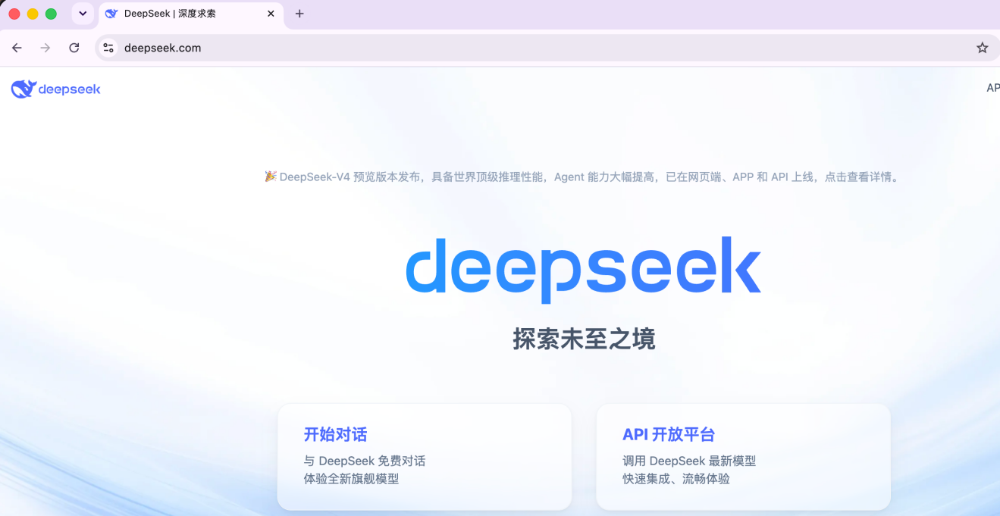 DeepSeek | 深度求索
deepseek.com
deepseek
AP
🎉 DeepSeek-V4 预览版本发布，具备世界顶级推理性能，Agent 能力大幅提高，已在网页端、APP 和 API 上线，点击查看详情。
deepseek
探索未至之境
开始对话
与 DeepSeek 免费对话
体验全新旗舰模型
API 开放平台
调用 DeepSeek 最新模型
快速集成、流畅体验